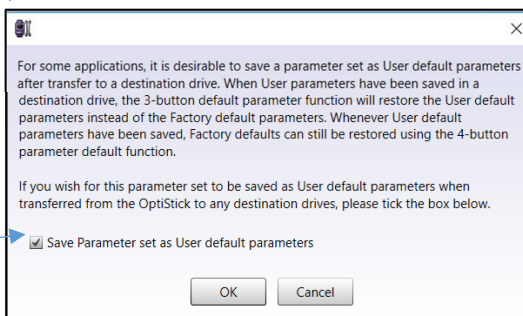 For some applications, it is desirable to save a parameter set as User default parameters
after transfer to a destination drive. When User parameters have been saved in a
destination drive, the 3-button default parameter function will restore the User default
parameters instead of the Factory default parameters. Whenever User default
parameters have been saved, Factory defaults can still be restored using the 4-button
parameter default function.
If you wish for this parameter set to be saved as User default parameters when
transferred from the OptiStick to any destination drives, please tick the box below.
Save Parameter set as User default parameters
OK Cancel